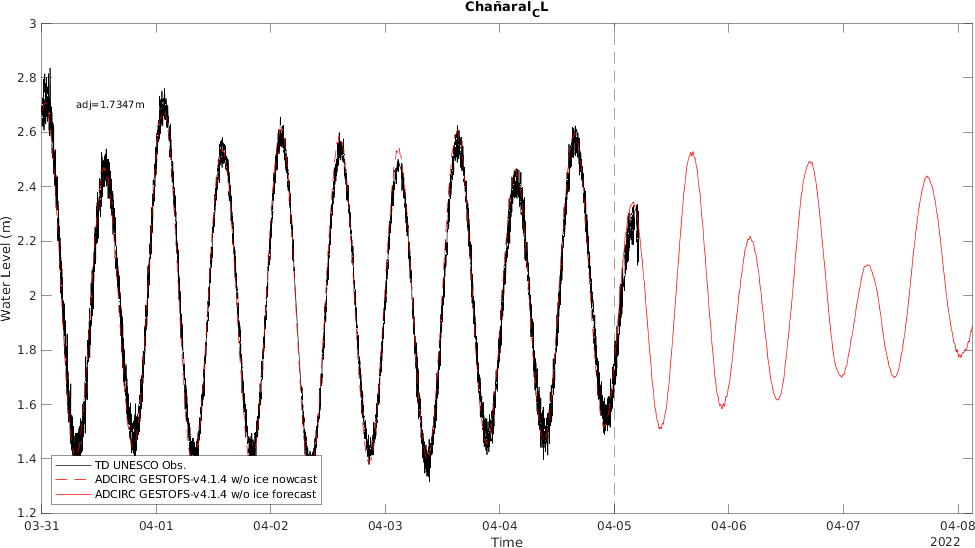 Chañaral_CL
3
2.8
adj=1.7347m
2.6
2.4
2.2
Water Level (m)
2
1.8
1.6
1.4
TD UNESCO Obs.
ADCIRC GESTOFS-v4.1.4 w/o ice nowcast
ADCIRC GESTOFS-v4.1.4 w/o ice forecast
1.2
03-31 04-01 04-02 04-03 04-04 04-05 04-06 04-07 04-08
Time 2022